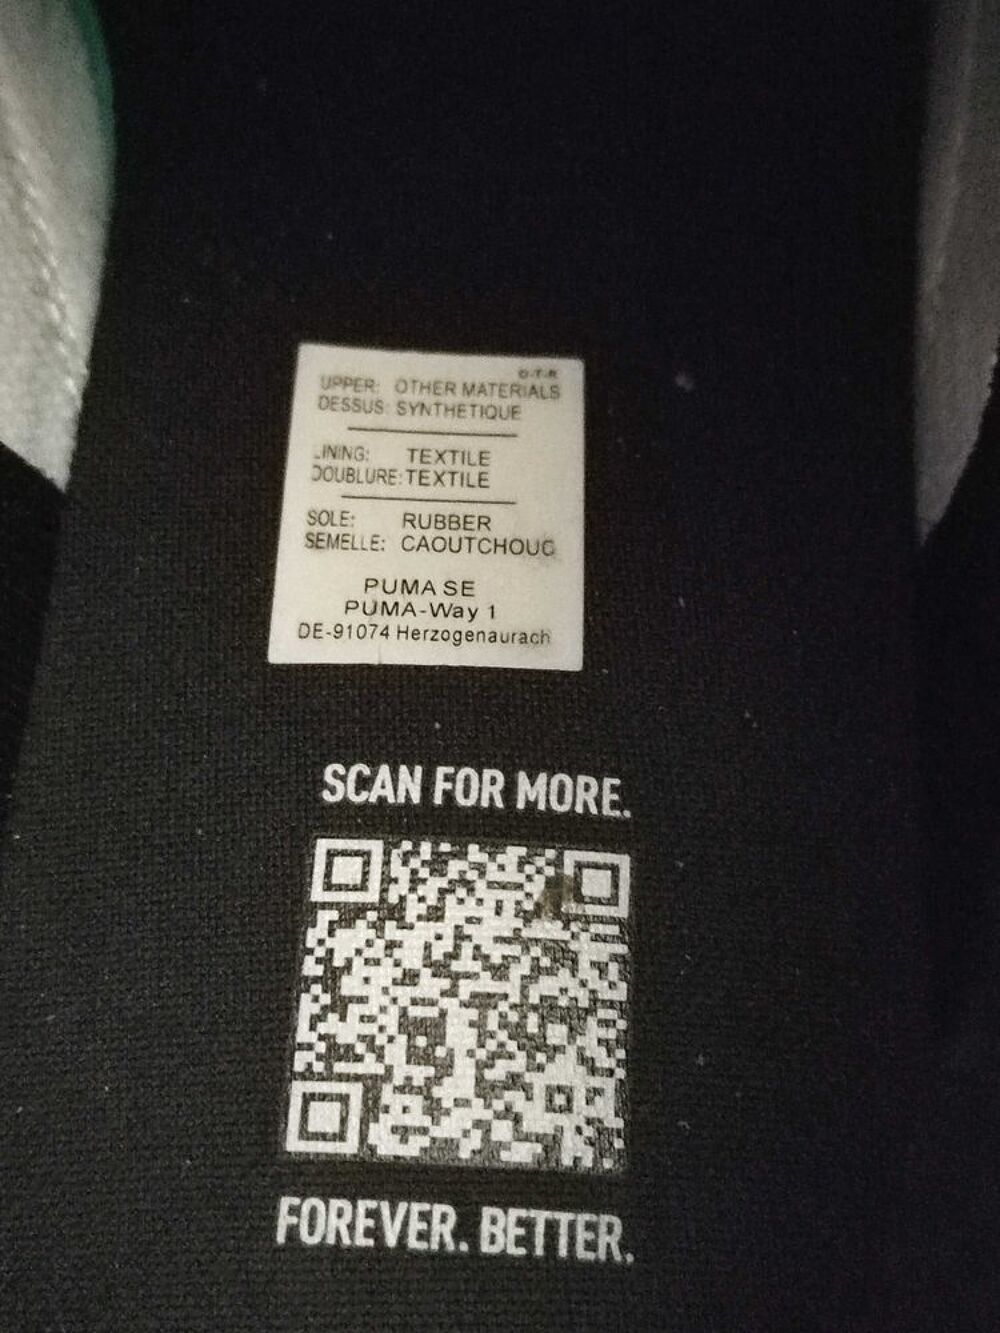 D-T-R
UPPER: OTHER MATERIALS
DESSUS: SYNTHETIQUE
LINING: TEXTILE
DOUBLURE: TEXTILE
SOLE: RUBBER
SEMELLE: CAOUTCHOUC
PUMA SE
PUMA-Way 1
DE-91074 Herzogenaurach
SCAN FOR MORE.
FOREVER. BETTER.